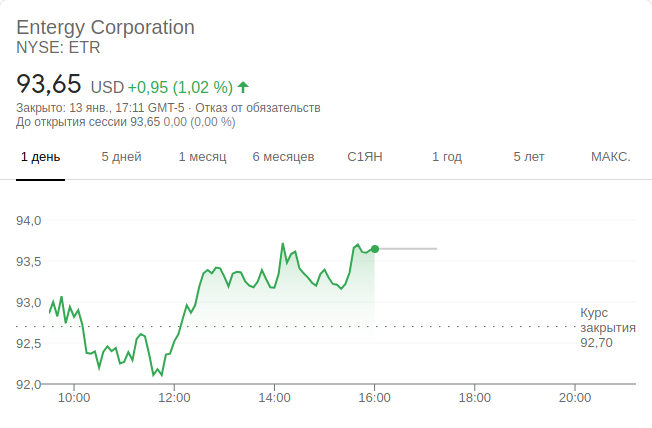 Entergy Corporation
NYSE: ETR
93,65 USD +0,95 (1,02 %)
Закрыто: 13 янв., 17:11 GMT-5 · Отказ от обязательств
До открытия сессии 93,65 0,00 (0,00 %)
1 день 5 дней 1 месяц 6 месяцев С1ЯН 1 год 5 лет МАКС.
94,0
93,5
93,0
Курс
закрытия
92,70
92,5
92,0
10:00 12:00 14:00 16:00 18:00 20:00